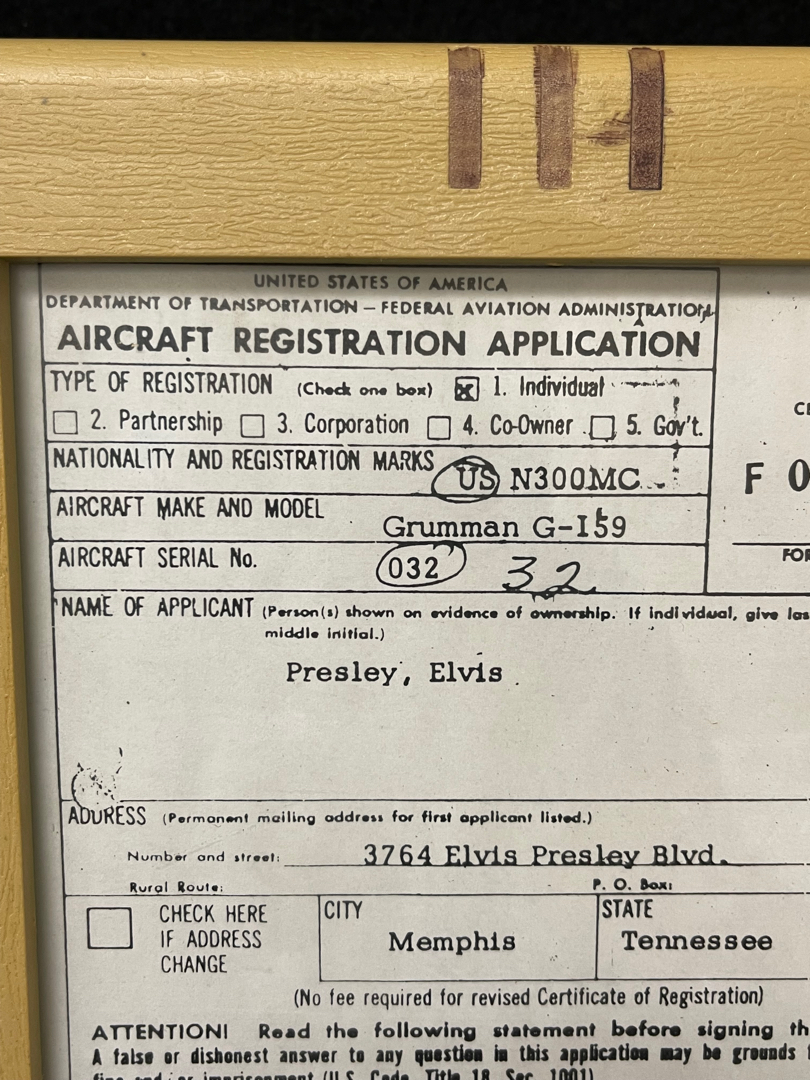 UNITED STATES OF AMERICA
DEPARTMENT OF TRANSPORTATION — FEDERAL AVIATION ADMINISTRATION
AIRCRAFT REGISTRATION APPLICATION
TYPE OF REGISTRATION (Check one box) ☒ 1. Individual
☐ 2. Partnership ☐ 3. Corporation ☐ 4. Co-Owner ☐ 5. Gov't.
NATIONALITY AND REGISTRATION MARKS US N300MC
AIRCRAFT MAKE AND MODEL
Grumman G-159
AIRCRAFT SERIAL No.
032 32
F 0
NAME OF APPLICANT (Person(s) shown on evidence of ownership. If individual, give
middle initial.)
Presley, Elvis
ADDRESS (Permanent mailing address for first applicant listed.)
Number and street: 3764 Elvis Presley Blvd.
Rural Route: P. O. Box:
☐ CHECK HERE
IF ADDRESS
CHANGE
CITY
Memphis
STATE
Tennessee
(No fee required for revised Certificate of Registration)
ATTENTION! Read the following statement before signing
A false or dishonest answer to any question in this application may be grounds
(U.S. Code, Title 18, Sec. 1001)